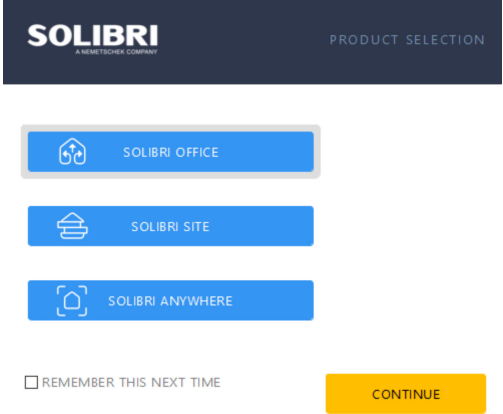 SOLIBRI
A NEMETSCHEK COMPANY
PRODUCT SELECTION
SOLIBRI OFFICE
SOLIBRI SITE
SOLIBRI ANYWHERE
REMEMBER THIS NEXT TIME
CONTINUE